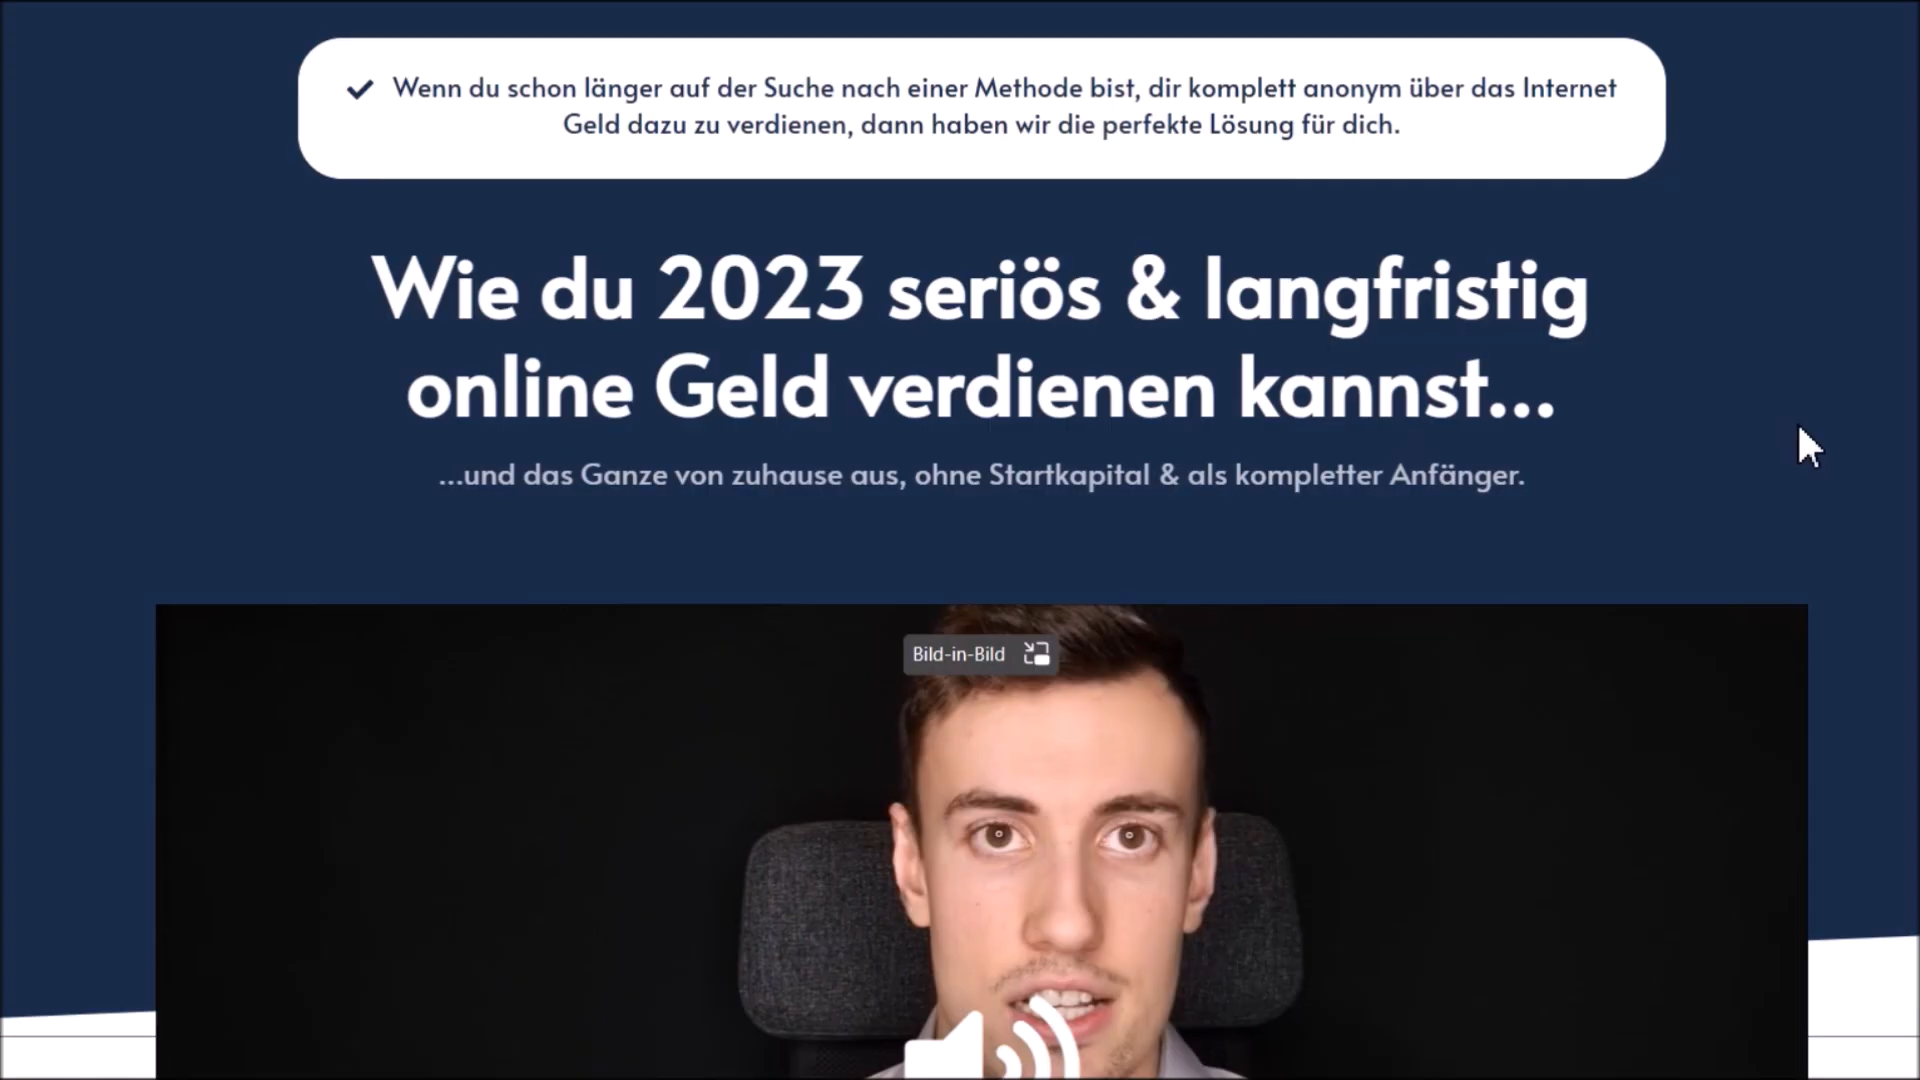 Wenn du schon länger auf der Suche nach einer Methode bist, dir komplett anonym über das Internet
Geld dazu zu verdienen, dann haben wir die perfekte Lösung für dich.
Wie du 2023 seriös & langfristig
online Geld verdienen kannst...
...und das Ganze von zuhause aus, ohne Startkapital & als kompletter Anfänger.
Bild-in-Bild